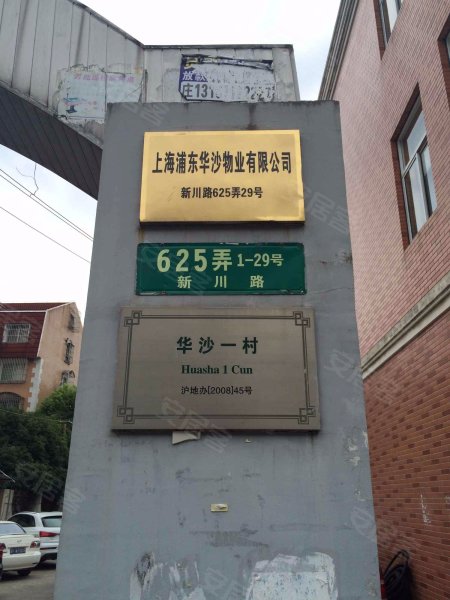 上海浦东华沙物业有限公司
新川路625弄29号
625弄 1-29号
新川路
华沙一村
Huasha 1 Cun
沪地办[2008]45号